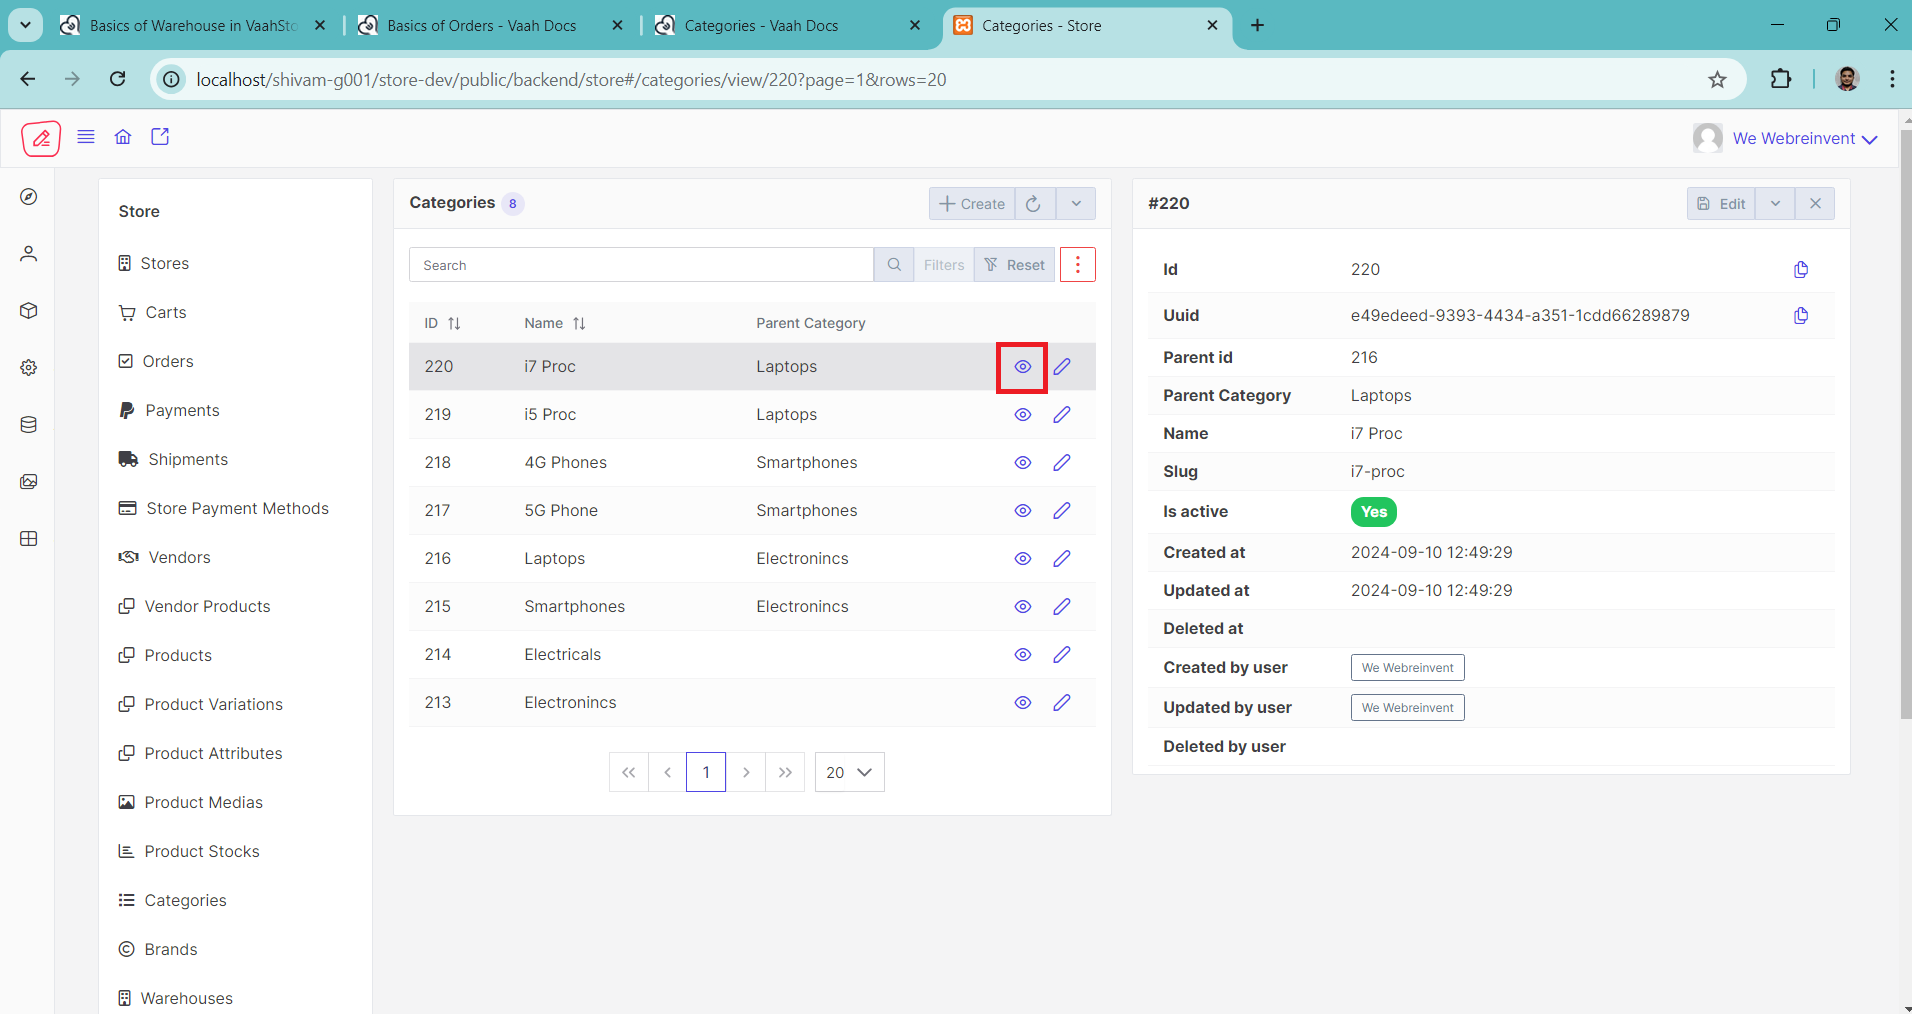 Basics of Warehouse in VaahSto
Basics of Orders - Vaah Docs
Categories - Vaah Docs
Categories - Store
localhost/shivam-g001/store-dev/public/backend/store#/categories/view/220?page=1&rows=20
We Webreinvent
Store
Stores
Carts
Orders
Payments
Shipments
Store Payment Methods
Vendors
Vendor Products
Products
Product Variations
Product Attributes
Product Medias
Product Stocks
Categories
Brands
Warehouses
Categories 8
Create
Search
Filters
Reset
ID Name Parent Category
220 i7 Proc Laptops
219 i5 Proc Laptops
218 4G Phones Smartphones
217 5G Phone Smartphones
216 Laptops Electronincs
215 Smartphones Electronincs
214 Electricals
213 Electronincs
1
20
#220
Edit
Id 220
Uuid e49edeed-9393-4434-a351-1cdd66289879
Parent id 216
Parent Category Laptops
Name i7 Proc
Slug i7-proc
Is active Yes
Created at 2024-09-10 12:49:29
Updated at 2024-09-10 12:49:29
Deleted at
Created by user We Webreinvent
Updated by user We Webreinvent
Deleted by user